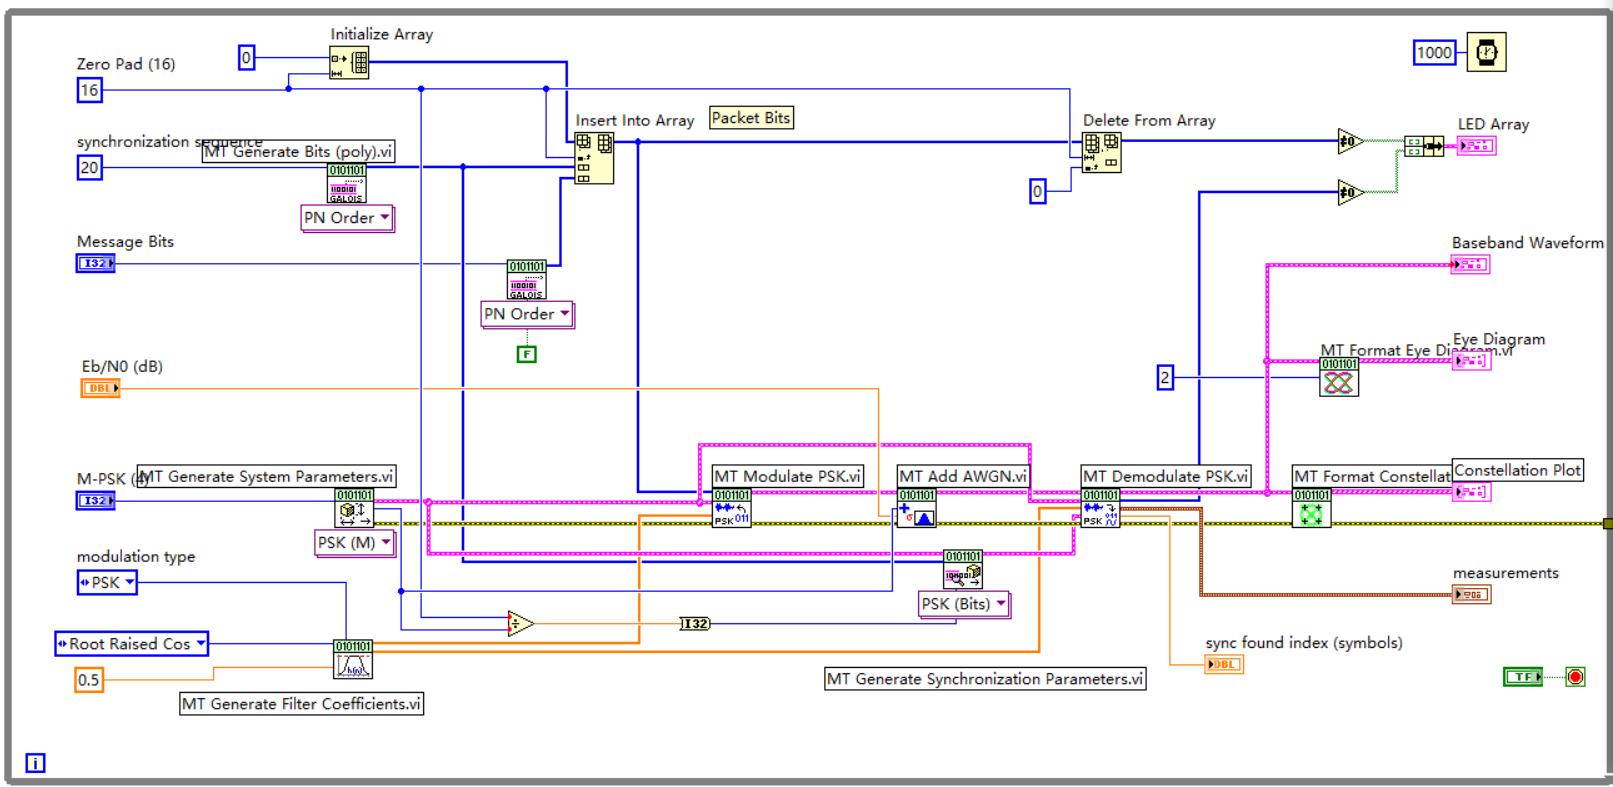 Initialize Array
0
1000
Zero Pad (16)
16
Insert Into Array
Packet Bits
Delete From Array
LED Array
synchronization sequence
MT Generate Bits (poly).vi
20
0101101
GALOIS
PN Order
0
≠0
≠0
Message Bits
I32
0101101
GALOIS
PN Order
F
Baseband Waveform
Eb/N0 (dB)
DBL
2
MT Format Eye Diagram.vi
Eye Diagram
0101101
M-PSK (4)
MT Generate System Parameters.vi
I32
0101101
PSK (M)
MT Modulate PSK.vi
0101101
PSK 011
MT Add AWGN.vi
0101101
σ
MT Demodulate PSK.vi
0101101
PSK
011
MT Format Constellat
0101101
Constellation Plot
modulation type
PSK
0101101
PSK (Bits)
measurements
I32
Root Raised Cos
0.5
0101101
h(n)
MT Generate Filter Coefficients.vi
MT Generate Synchronization Parameters.vi
sync found index (symbols)
DBL
TF
i